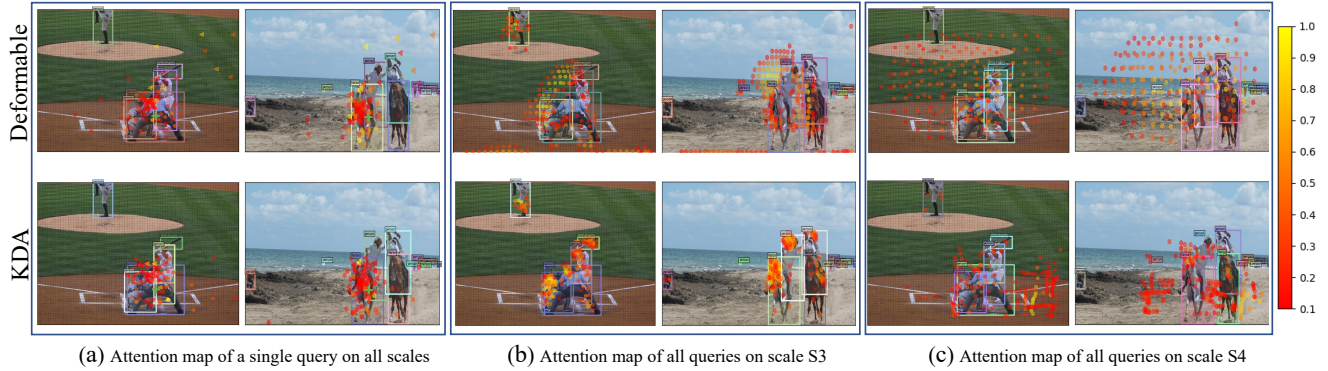 Deformable
KDA
1.0
0.9
0.8
0.7
0.6
0.5
0.4
0.3
0.2
0.1
(a) Attention map of a single query on all scales
(b) Attention map of all queries on scale S3
(c) Attention map of all queries on scale S4